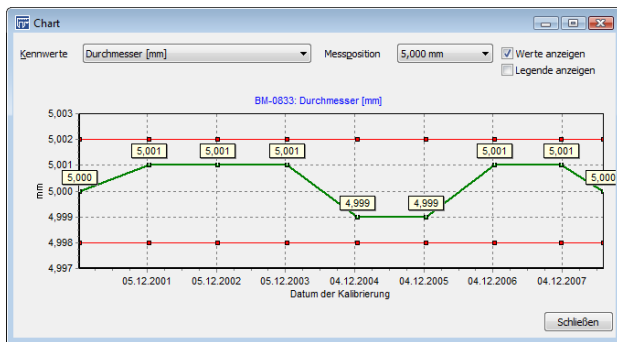 Chart
Kennwerte Durchmesser [mm] Messposition 5,000 mm Werte anzeigen
Legende anzeigen
BM-0833: Durchmesser [mm]
5,003
5,002
5,001 5,001 5,001 5,001 5,001 5,001
5,000 5,000 5,000
mm
4,999 4,999 4,999
4,998
4,997
05.12.2001 05.12.2002 05.12.2003 04.12.2004 04.12.2005 04.12.2006 04.12.2007
Datum der Kalibrierung
Schließen